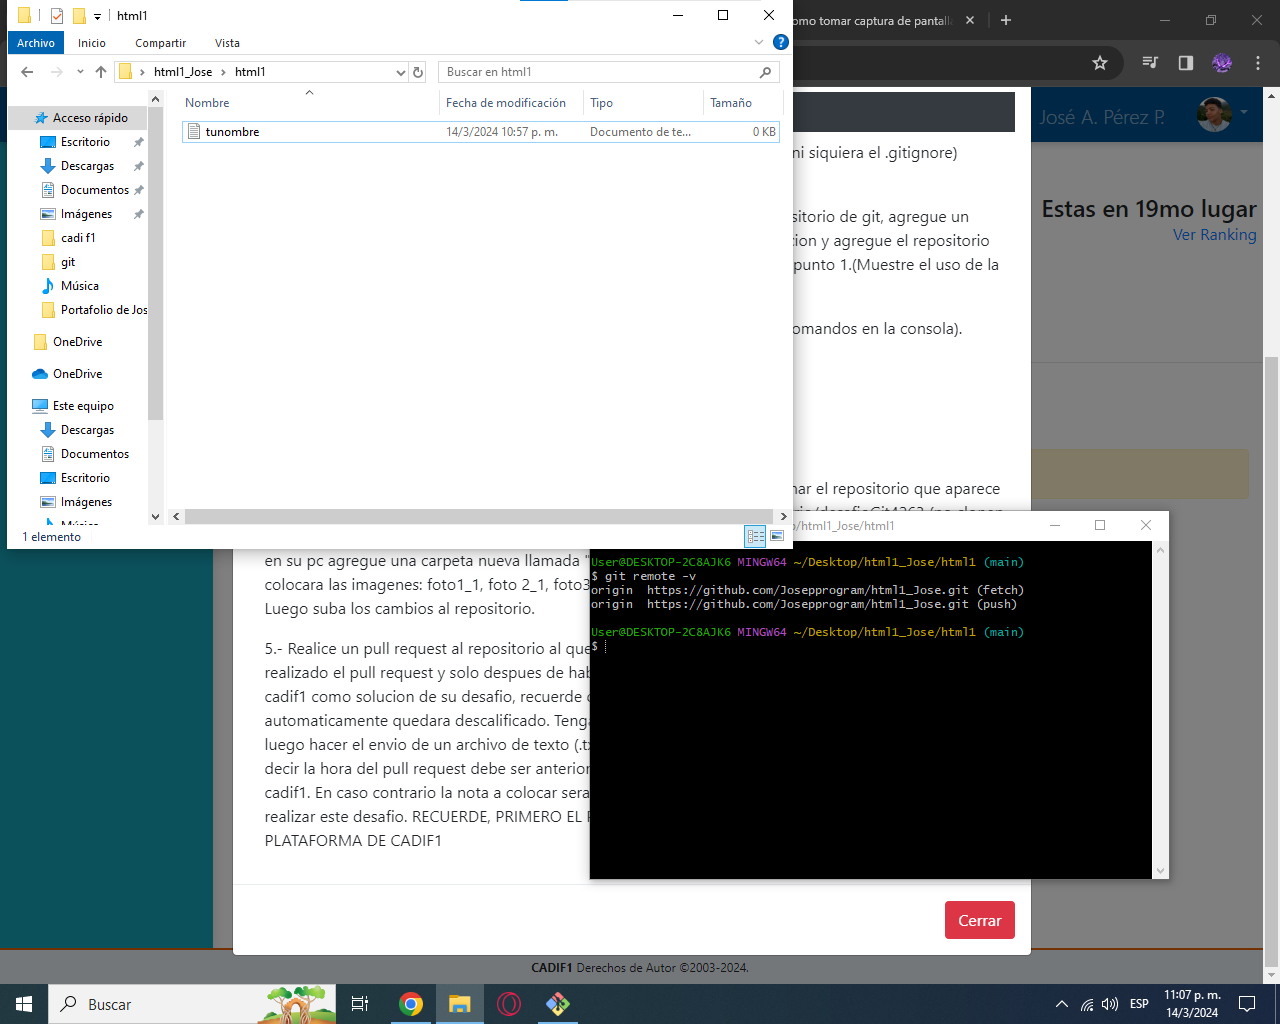 html1
Archivo Inicio Compartir Vista
html1_Jose › html1
Buscar en html1
Nombre Fecha de modificación Tipo Tamaño
tunombre 14/3/2024 10:57 p. m. Documento de te... 0 KB
Acceso rápido
Escritorio
Descargas
Documentos
Imágenes
cadi f1
git
Música
Portafolio de Jos
OneDrive
OneDrive
Este equipo
Descargas
Documentos
Escritorio
Imágenes
1 elemento
omo tomar captura de pantall
José A. Pérez P.
Estas en 19mo lugar
Ver Ranking
ni siquiera el .gitignore)
sitorio de git, agregue un
cion y agregue el repositorio
punto 1.(Muestre el uso de la
omandos en la consola).
nar el repositorio que aparece
en su pc agregue una carpeta nueva llamada "
colocara las imagenes: foto1_1, foto 2_1, foto3
Luego suba los cambios al repositorio.
5.- Realice un pull request al repositorio al que
realizado el pull request y solo despues de hab
cadif1 como solucion de su desafio, recuerde
automaticamente quedara descalificado. Tenga
luego hacer el envio de un archivo de texto (.tx
decir la hora del pull request debe ser anterior
cadif1. En caso contrario la nota a colocar sera
realizar este desafio. RECUERDE, PRIMERO EL
PLATAFORMA DE CADIF1
Cerrar
CADIF1 Derechos de Autor ©2003-2024.
p/html1_Jose/html1
User@DESKTOP-2C8AJK6 MINGW64 ~/Desktop/html1_Jose/html1 (main)
$ git remote -v
origin https://github.com/Josepprogram/html1_Jose.git (fetch)
origin https://github.com/Josepprogram/html1_Jose.git (push)
User@DESKTOP-2C8AJK6 MINGW64 ~/Desktop/html1_Jose/html1 (main)
$
Buscar
ESP
11:07 p. m.
14/3/2024